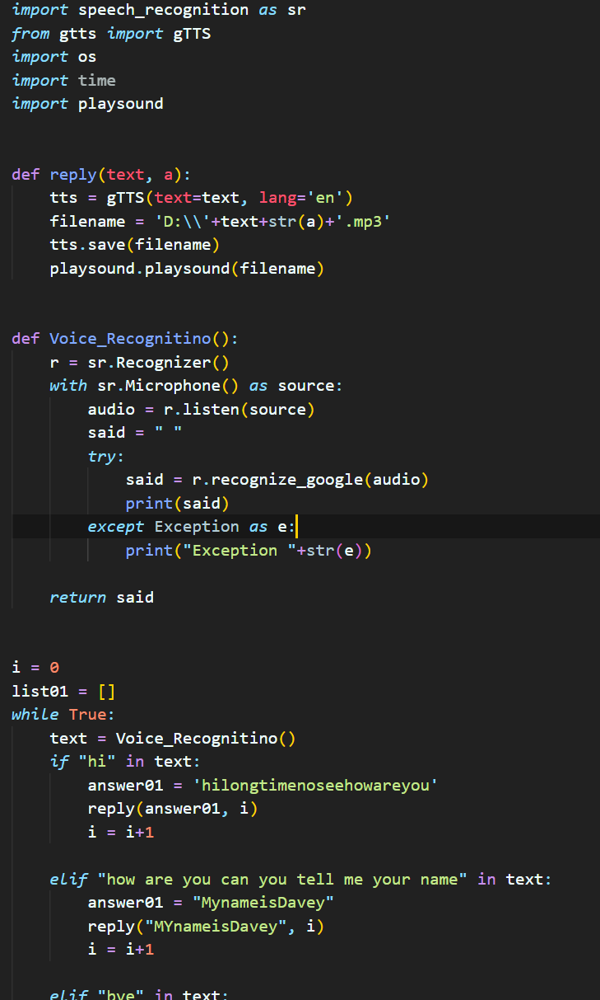 import speech_recognition as sr
from gtts import gTTS
import os
import time
import playsound
def reply(text, a):
    tts = gTTS(text=text, lang='en')
    filename = 'D:\\'+text+str(a)+'.mp3'
    tts.save(filename)
    playsound.playsound(filename)
def Voice_Recognitino():
    r = sr.Recognizer()
    with sr.Microphone() as source:
        audio = r.listen(source)
        said = " "
        try:
            said = r.recognize_google(audio)
            print(said)
        except Exception as e:
            print("Exception "+str(e))
    return said
i = 0
list01 = []
while True:
    text = Voice_Recognitino()
    if "hi" in text:
        answer01 = 'hilongtimenoseehowareyou'
        reply(answer01, i)
        i = i+1
    elif "how are you can you tell me your name" in text:
        answer01 = "MynameisDavey"
        reply("MYnameisDavey", i)
        i = i+1
    elif "bye" in text: